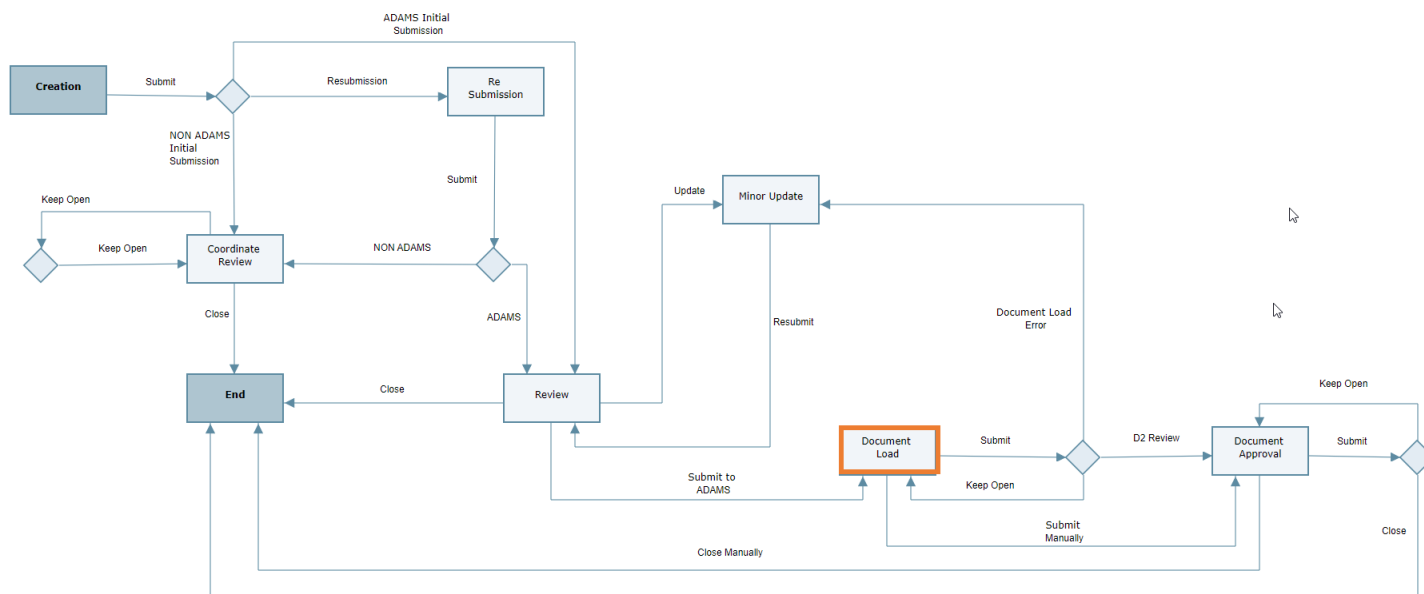 ADAMS Initial
Submission
Creation
Submit
Resubmission
Re
Submission
NON ADAMS
Initial
Submission
Submit
Update
Minor Update
Keep Open
Keep Open
Coordinate
Review
NON ADAMS
Close
ADAMS
Resubmit
Document Load
Error
End
Close
Review
Keep Open
Document
Load
Submit
D2 Review
Document
Approval
Submit
Submit to
ADAMS
Keep Open
Submit
Manually
Close
Close Manually